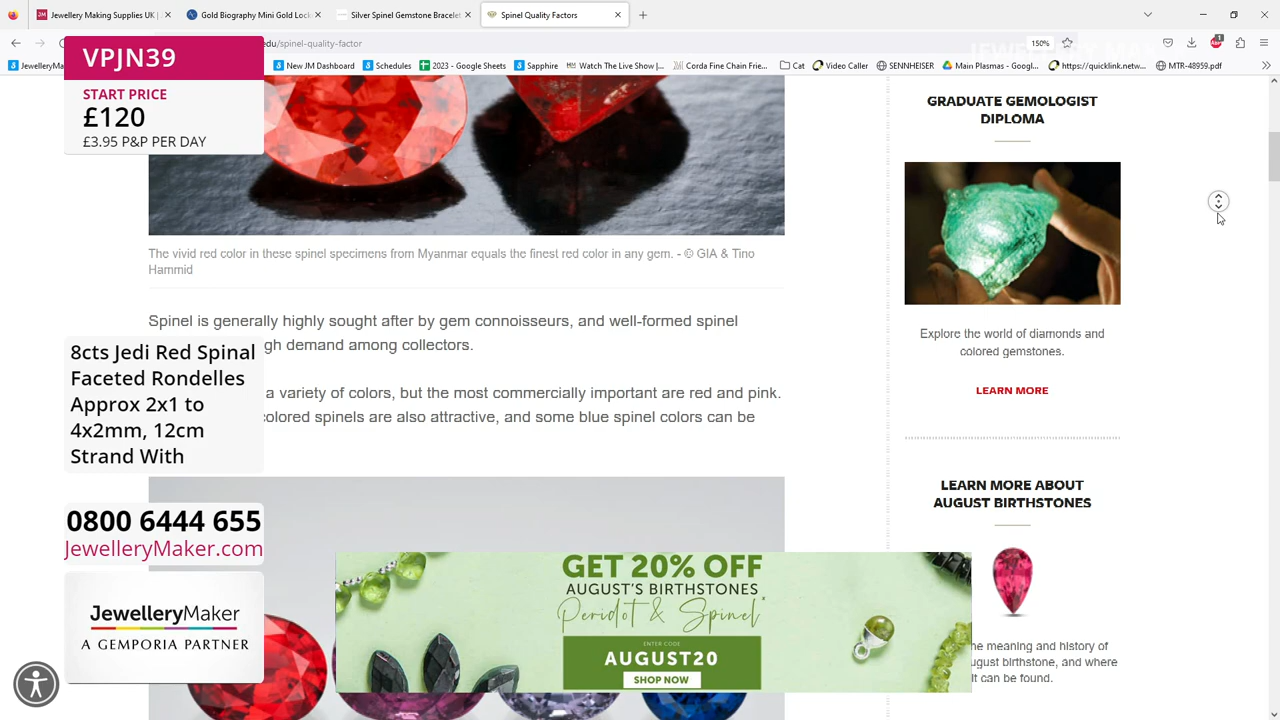 Jewellery Making Supplies
Gold Biography Mini Gold Lock
Silver Spinel Gemstone Bracelet
Spinel Quality Factors
edu/spinel-quality-factor
150%
1
JewelleryMa
New JM Dashboard
Schedules
2023 - Google Sheets
Sapphire
Watch The Live Show |...
Corda Firing Range Fron...
Cat
Video Caller
SENNHEISER
Main Plasmas - Googl...
https://quicklink.netw...
MTR-48959.pdf
VPJN39
START PRICE
£120
£3.95 P&P PER DAY
The vivid red color in these spinel specimens from Myanmar equals the finest red color in any gem. - © GIA & Tino
Hammid
Spinel is generally highly sought after by gem connoisseurs, and well-formed spinel
gh demand among collectors.
a variety of colors, but the most commercially important are red and pink.
colored spinels are also attractive, and some blue spinel colors can be
8cts Jedi Red Spinal
Faceted Rondelles
Approx 2x1 to
4x2mm, 12cm
Strand With
0800 6444 655
JewelleryMaker.com
JewelleryMaker
A GEMPORIA PARTNER
GET 20% OFF
AUGUST'S BIRTHSTONES
Peridot & Spinel*
ENTER CODE
AUGUST20
SHOP NOW
GRADUATE GEMOLOGIST
DIPLOMA
Explore the world of diamonds and
colored gemstones.
LEARN MORE
LEARN MORE ABOUT
AUGUST BIRTHSTONES
he meaning and history of
ugust birthstone, and where
it can be found.